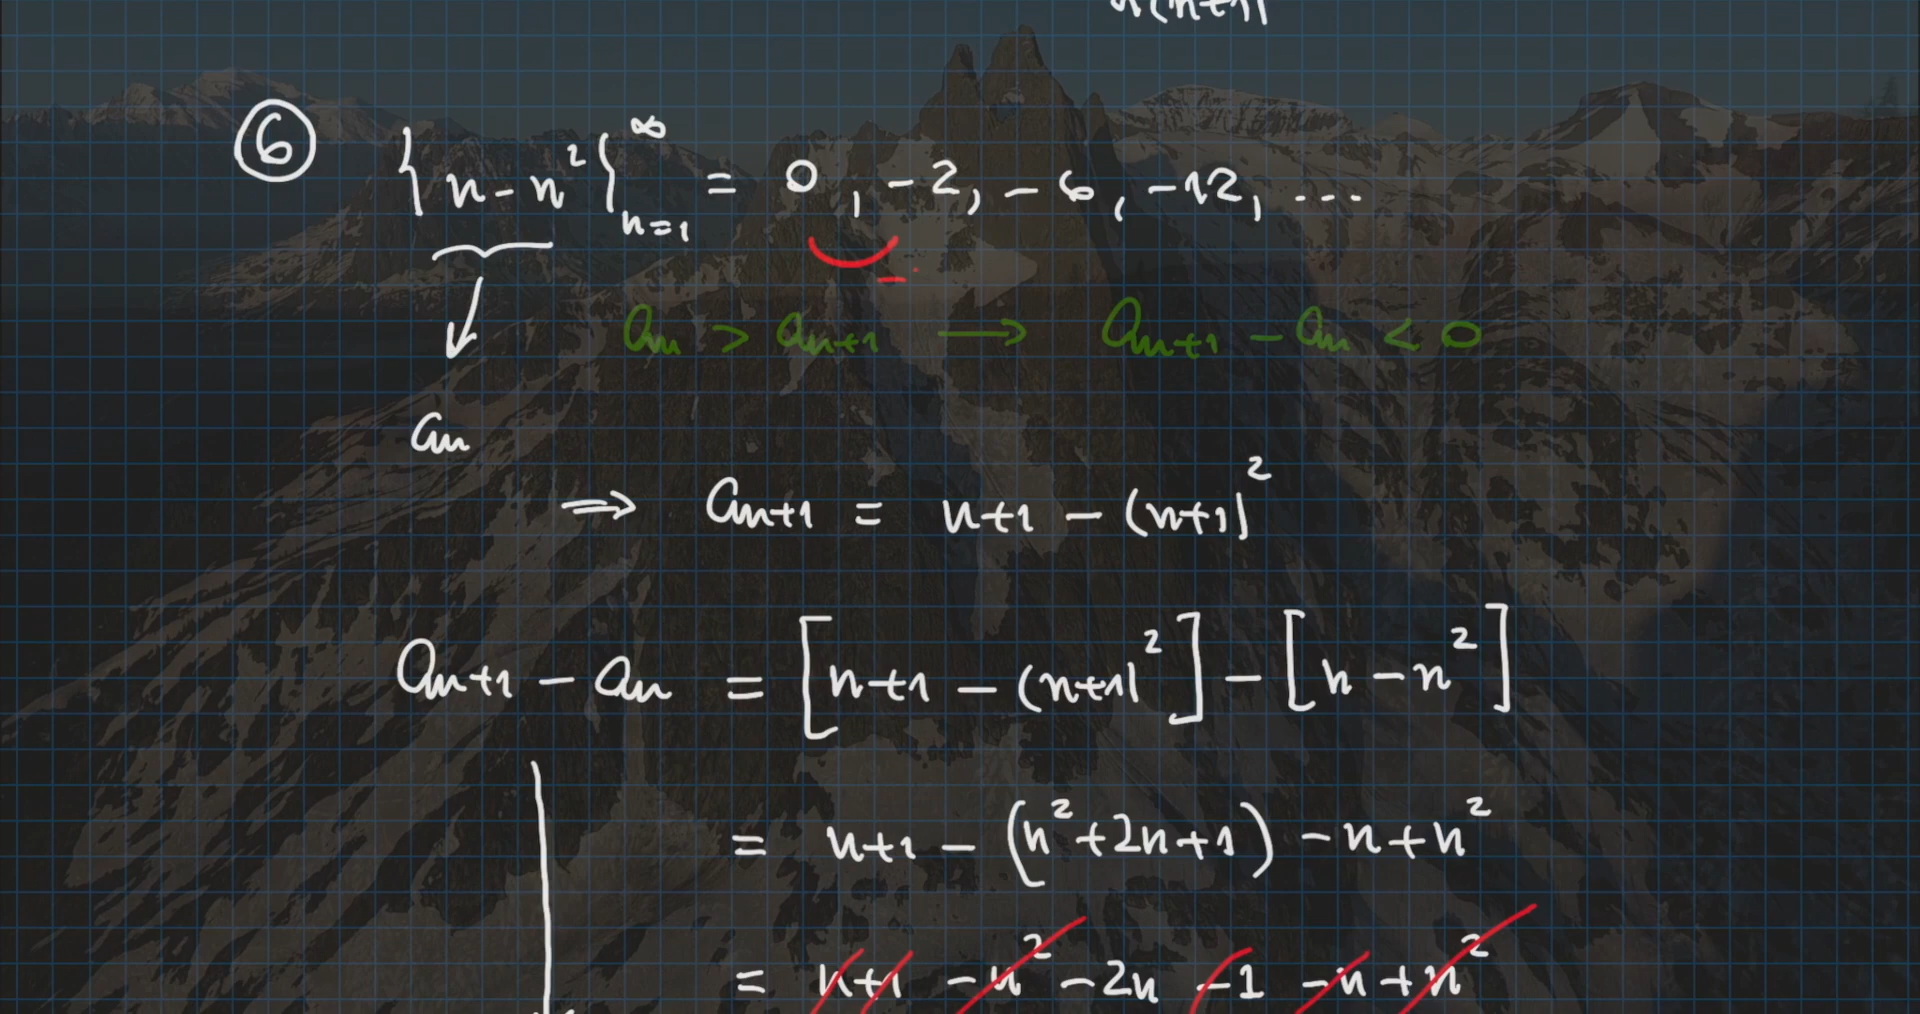 n(n+1)
⑥ {n - n²}ₙ₌₁^∞ = 0, -2, -6, -12, ...
aₙ > aₙ₊₁ ⟶ aₙ₊₁ - aₙ < 0
aₙ
⇒ aₙ₊₁ = n+1 - (n+1)²
aₙ₊₁ - aₙ = [n+1 - (n+1)²] - [n - n²]
= n+1 - (n²+2n+1) - n + n²
= n+1 - n² - 2n - 1 - n + n²